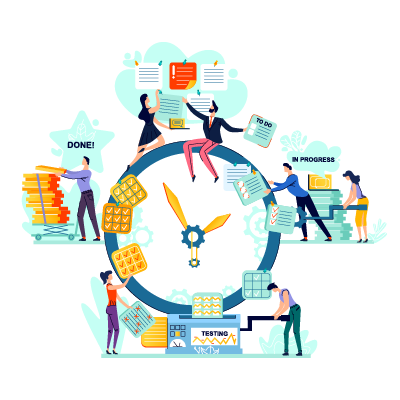 TO DO
DONE!
IN PROGRESS
TESTING